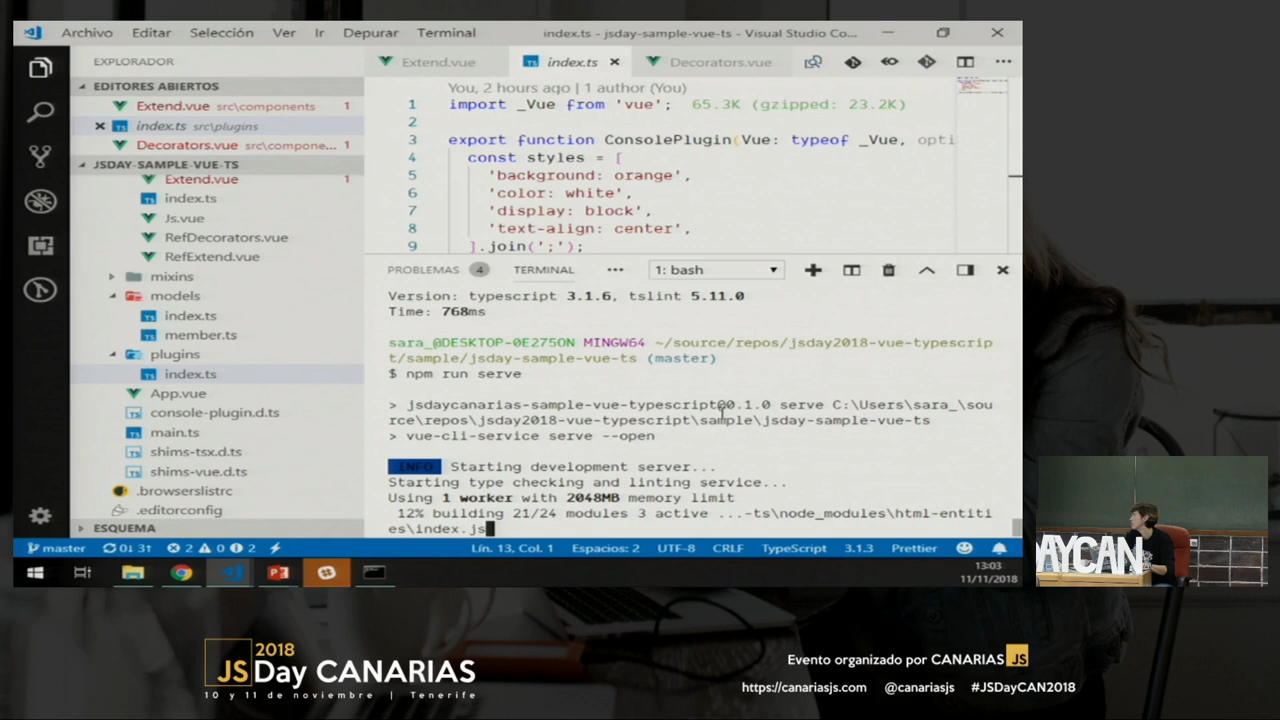 Archivo Editar Selección Ver Ir Depurar Terminal index.ts - jsday-sample-vue-ts - Visual Studio Co...
EXPLORADOR
EDITORES ABIERTOS
Extend.vue src\components 1
index.ts src\plugins
Decorators.vue src\compone... 1
JSDAY-SAMPLE-VUE-TS
Extend.vue 1
index.ts
Js.vue
RefDecorators.vue
RefExtend.vue
mixins
models
index.ts
member.ts
plugins
index.ts
App.vue
console-plugin.d.ts
main.ts
shims-tsx.d.ts
shims-vue.d.ts
.browserslistrc
.editorconfig
ESQUEMA
Extend.vue index.ts Decorators.vue
You, 2 hours ago | 1 author (You)
1 import _Vue from 'vue'; 65.3K (gzipped: 23.2K)
2
3 export function ConsolePlugin(Vue: typeof _Vue, opti
4 const styles = [
5 'background: orange',
6 'color: white',
7 'display: block',
8 'text-align: center',
9 ].join(';');
PROBLEMAS 4 TERMINAL ... 1: bash
Version: typescript 3.1.6, tslint 5.11.0
Time: 768ms
sara_@DESKTOP-0E275ON MINGW64 ~/source/repos/jsday2018-vue-typescrip
t/sample/jsday-sample-vue-ts (master)
$ npm run serve
> jsdaycanarias-sample-vue-typescript@0.1.0 serve C:\Users\sara_\sou
rce\repos\jsday2018-vue-typescript\sample\jsday-sample-vue-ts
> vue-cli-service serve --open
INFO Starting development server...
Starting type checking and linting service...
Using 1 worker with 2048MB memory limit
12% building 21/24 modules 3 active ...-ts\node_modules\html-entiti
es\index.js
master 0↓ 3↑ 2 0 2 Lín. 13, Col. 1 Espacios: 2 UTF-8 CRLF TypeScript 3.1.3 Prettier
13:03
11/11/2018
AYCAN
2018
JSDay CANARIAS
10 y 11 de noviembre | Tenerife
Evento organizado por CANARIAS JS
https://canariasjs.com @canariasjs #JSDayCAN2018